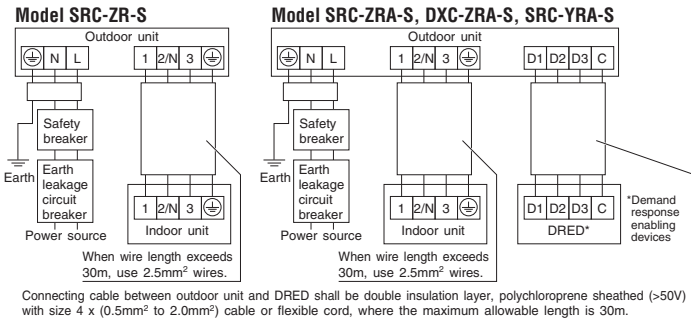 Model SRC-ZR-S
Outdoor unit
N L 1 2/N 3
Safety
breaker
Earth
Earth
leakage
circuit
breaker
Power source
1 2/N 3
Indoor unit
When wire length exceeds
30m, use 2.5mm² wires.
Model SRC-ZRA-S, DXC-ZRA-S, SRC-YRA-S
Outdoor unit
N L 1 2/N 3 D1 D2 D3 C
Safety
breaker
Earth
Earth
leakage
circuit
breaker
Power source
1 2/N 3
Indoor unit
When wire length exceeds
30m, use 2.5mm² wires.
D1 D2 D3 C
DRED*
*Demand
response
enabling
devices
Connecting cable between outdoor unit and DRED shall be double insulation layer, polychloroprene sheathed (>50V)
with size 4 x (0.5mm² to 2.0mm²) cable or flexible cord, where the maximum allowable length is 30m.